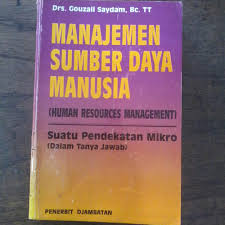 Drs. Gouzali Saydam, Bc. TT
MANAJEMEN
SUMBER DAYA
MANUSIA
(HUMAN RESOURCES MANAGEMENT)
Suatu Pendekatan Mikro
(Dalam Tanya Jawab)
PENERBIT DJAMBATAN